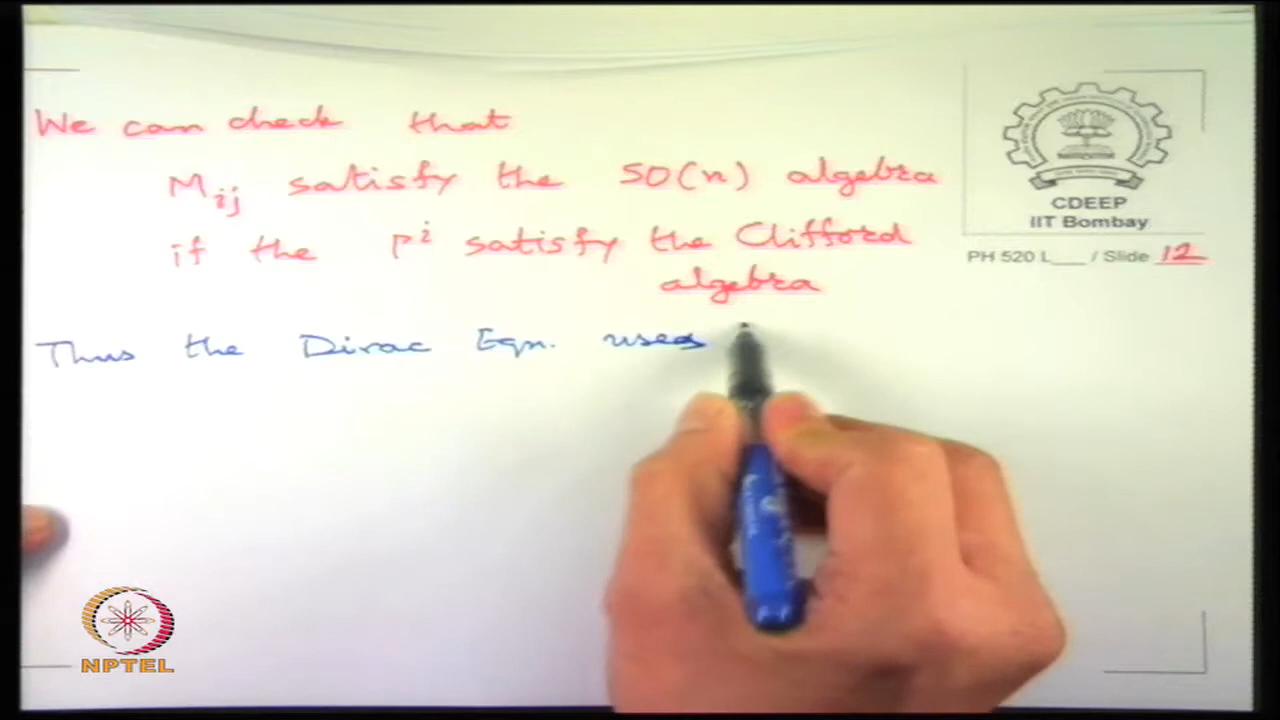 We can check that
M_ij satisfy the SO(n) algebra
if the Γ^i satisfy the Clifford
algebra
Thus the Dirac Eqn. uses
CDEEP
IIT Bombay
PH 520 L___ / Slide 12
NPTEL